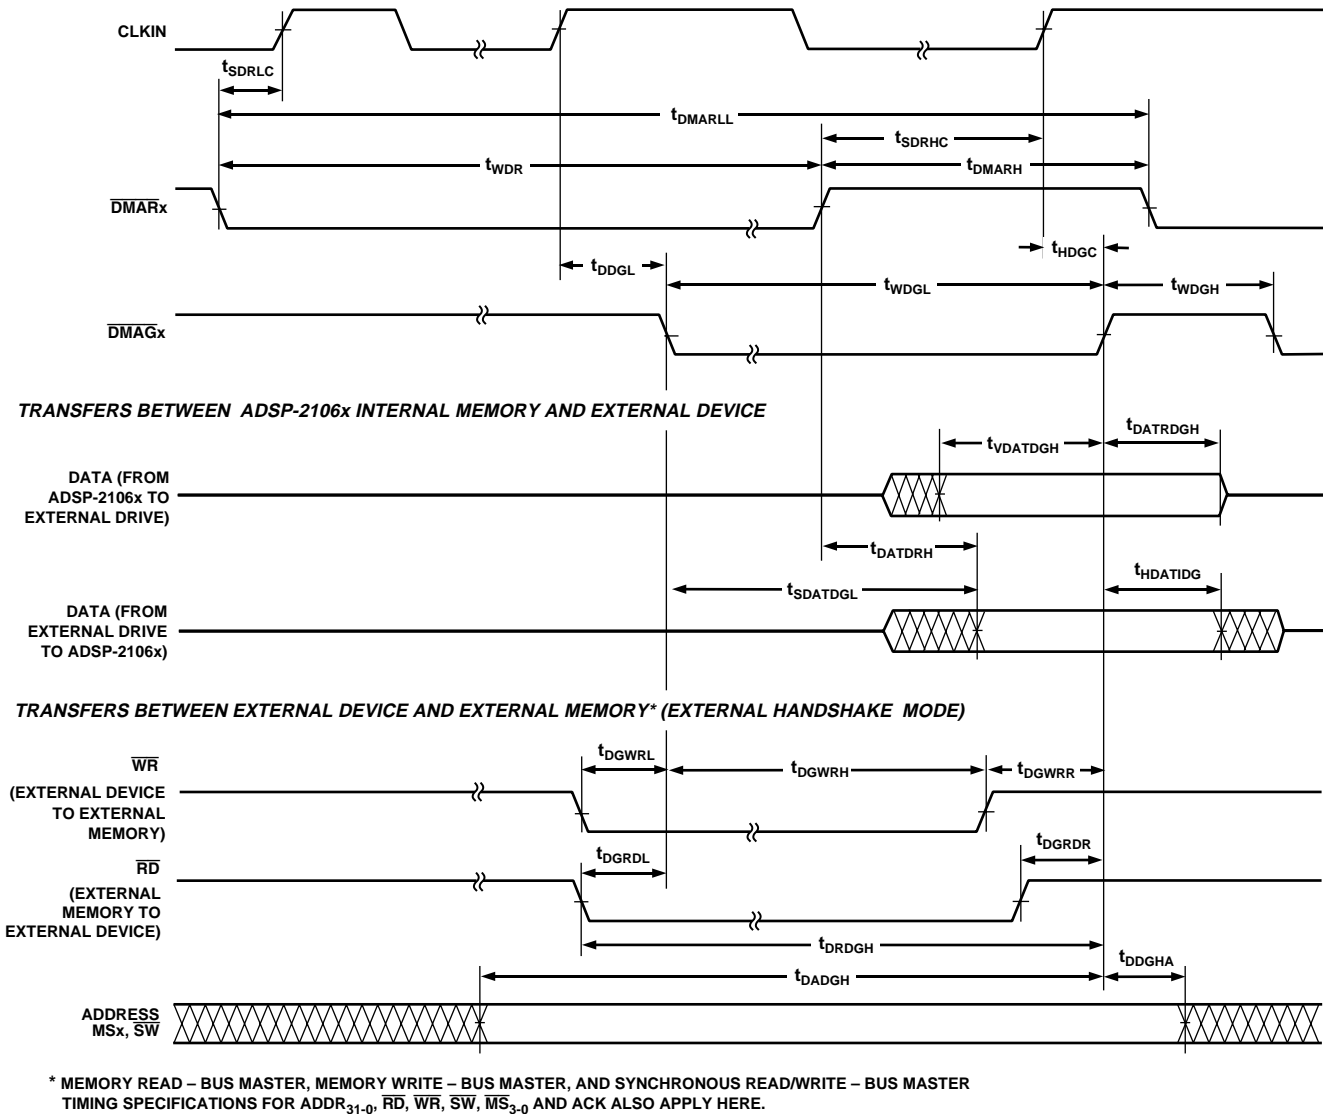 CLKIN
tSDRLC
tDMARLL
tSDRHC
tWDR
tDMARH
DMARx
tHDGC
tDDGL
tWDGL
tWDGH
DMAGx
TRANSFERS BETWEEN ADSP-2106x INTERNAL MEMORY AND EXTERNAL DEVICE
tDATRDGH
tVDATDGH
DATA (FROM
ADSP-2106x TO
EXTERNAL DRIVE)
tDATDRH
tHDATIDG
tSDATDGL
DATA (FROM
EXTERNAL DRIVE
TO ADSP-2106x)
TRANSFERS BETWEEN EXTERNAL DEVICE AND EXTERNAL MEMORY* (EXTERNAL HANDSHAKE MODE)
tDGWRL
WR
tDGWRH
tDGWRR
(EXTERNAL DEVICE
TO EXTERNAL
MEMORY)
tDGRDR
tDGRDL
RD
(EXTERNAL
MEMORY TO
EXTERNAL DEVICE)
tDRDGH
tDDGHA
tDADGH
ADDRESS
MSx, SW
* MEMORY READ – BUS MASTER, MEMORY WRITE – BUS MASTER, AND SYNCHRONOUS READ/WRITE – BUS MASTER
TIMING SPECIFICATIONS FOR ADDR31-0, RD, WR, SW, MS3-0 AND ACK ALSO APPLY HERE.